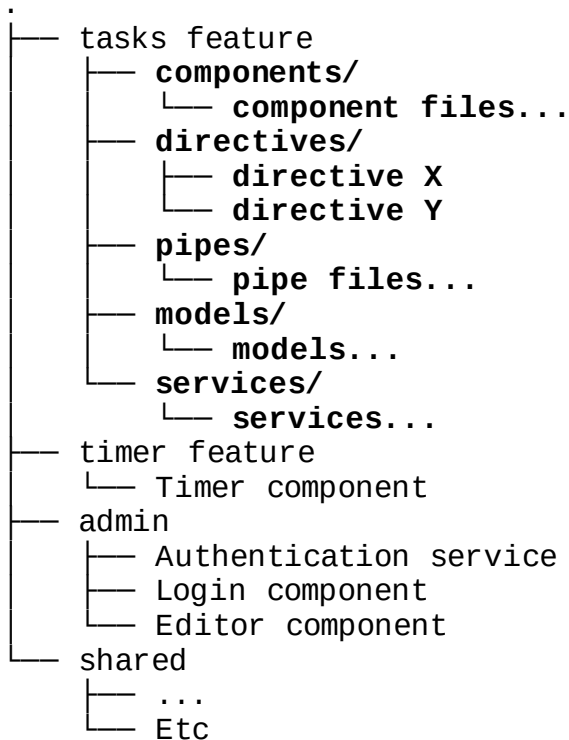 .
├── tasks feature
│   ├── components/
│   │   └── component files...
│   ├── directives/
│   │   ├── directive X
│   │   └── directive Y
│   ├── pipes/
│   │   └── pipe files...
│   ├── models/
│   │   └── models...
│   └── services/
│       └── services...
├── timer feature
│   └── Timer component
├── admin
│   ├── Authentication service
│   ├── Login component
│   └── Editor component
└── shared
    ├── ...
    └── Etc